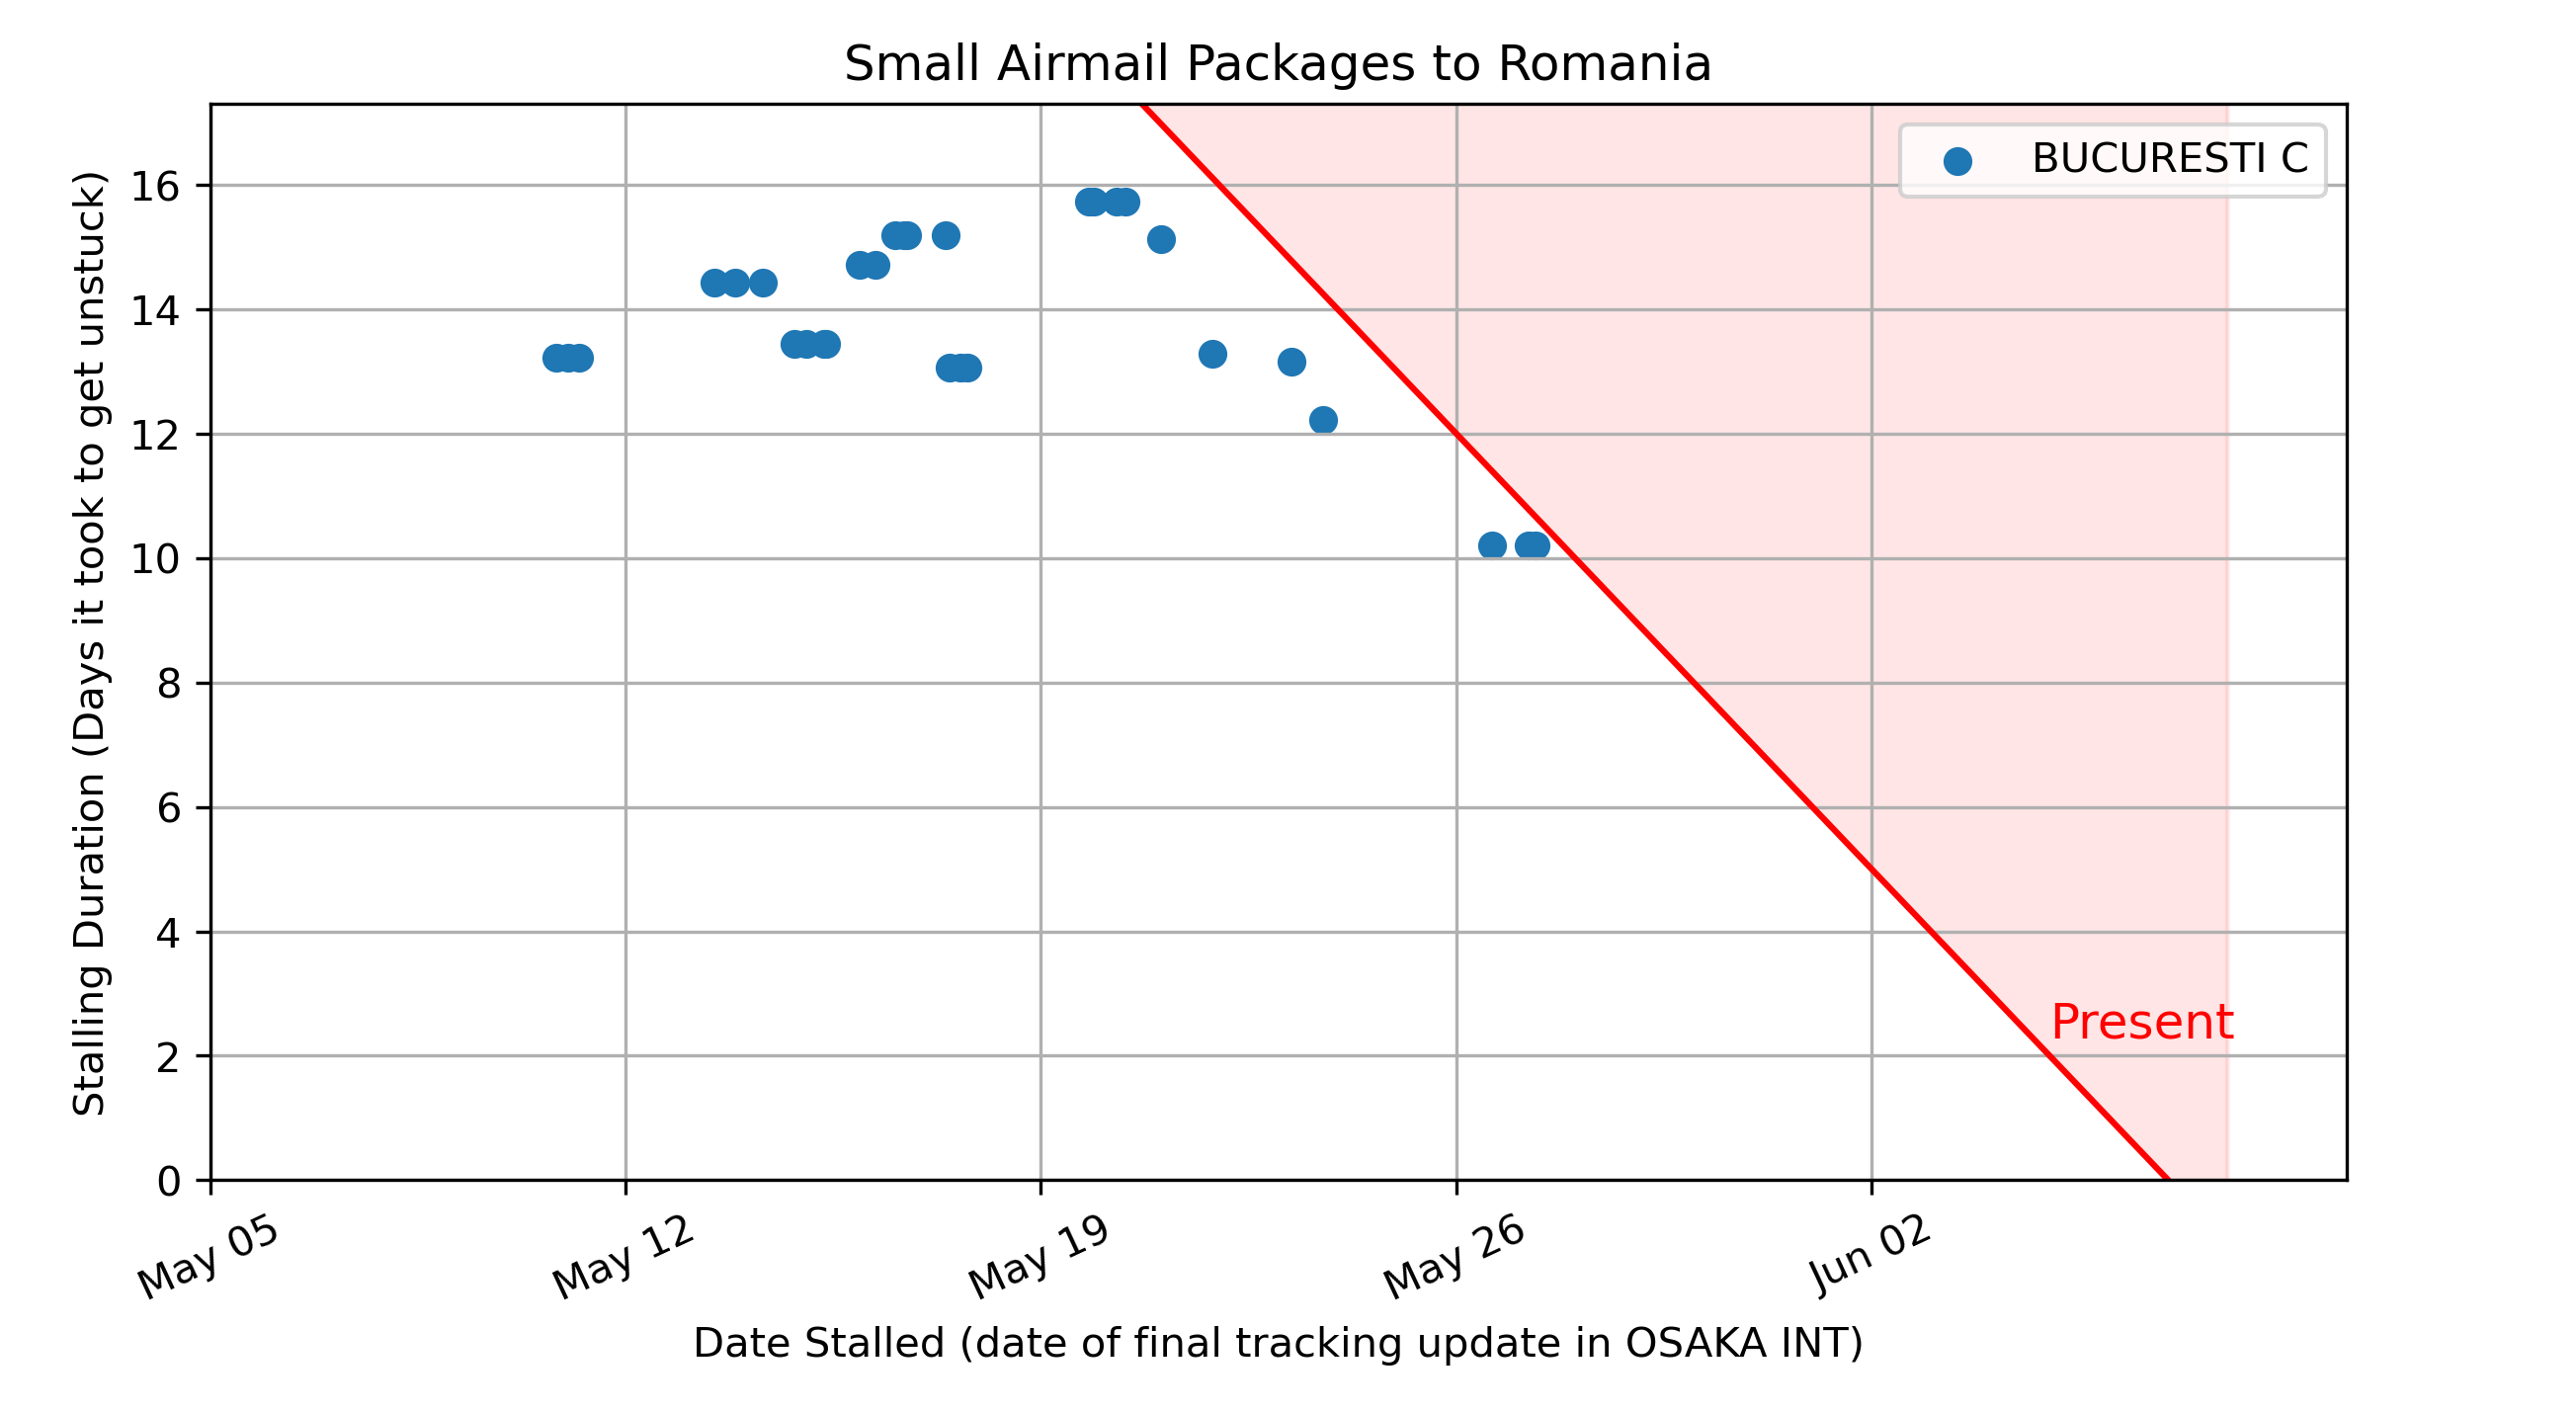 Small Airmail Packages to Romania
BUCURESTI C
Stalling Duration (Days it took to get unstuck)
16
14
12
10
8
6
4
2
0
Present
May 05
May 12
May 19
May 26
Jun 02
Date Stalled (date of final tracking update in OSAKA INT)